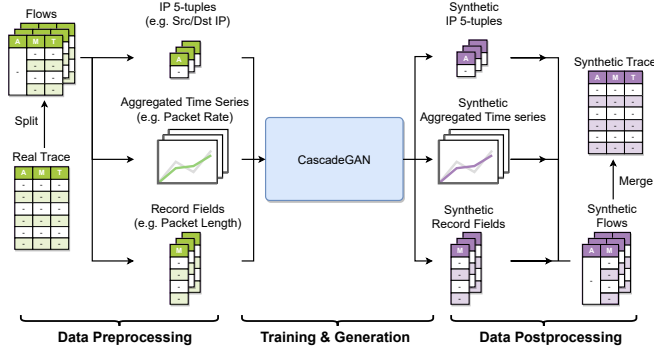 Flows
A M T
-
-
-
-
-
Split
Real Trace
A M T
- - -
- - -
- - -
- - -
- - -
- - -
IP 5-tuples
(e.g. Src/Dst IP)
A
-
Aggregated Time Series
(e.g. Packet Rate)
Record Fields
(e.g. Packet Length)
M
-
-
-
-
-
CascadeGAN
Synthetic
IP 5-tuples
A
-
Synthetic
Aggregated Time series
Synthetic
Record Fields
M
-
-
-
-
-
Synthetic Trace
A M T
- - -
- - -
- - -
- - -
- - -
- - -
Merge
Synthetic
Flows
A M
-
-
-
-
-
Data Preprocessing
Training & Generation
Data Postprocessing